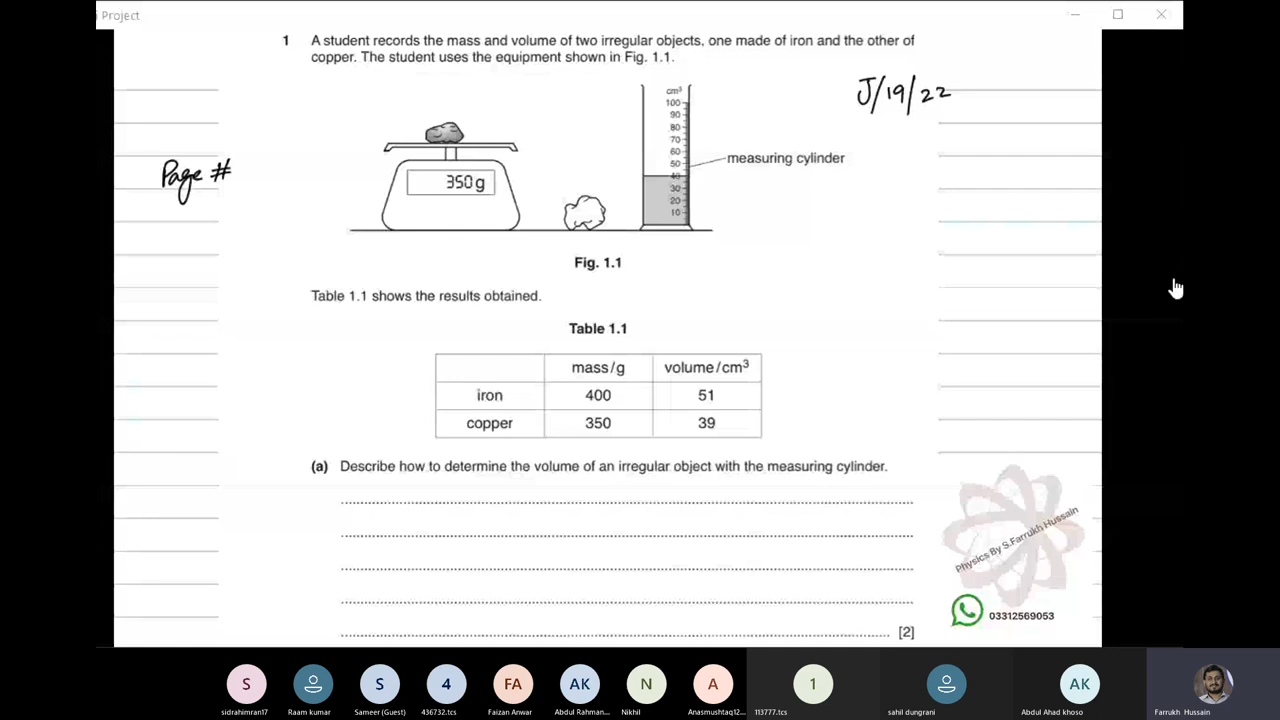 Project
1 A student records the mass and volume of two irregular objects, one made of iron and the other of
copper. The student uses the equipment shown in Fig. 1.1.
J/19/22
cm³
100
90
80
70
60
50
40
30
20
10
measuring cylinder
Page #
350 g
Fig. 1.1
Table 1.1 shows the results obtained.
Table 1.1
mass/g volume/cm³
iron 400 51
copper 350 39
(a) Describe how to determine the volume of an irregular object with the measuring cylinder.
[2]
Physics By S.Farrukh Hussain
03312569053
S
S
4
FA
AK
N
A
1
AK
sidrahimran17
Raam kumar
Sameer (Guest)
436732.tcs
Faizan Anwar
Abdul Rahman...
Nikhil
Anasmushtaq12...
113777.tcs
sahil dungrani
Abdul Ahad khoso
Farrukh Hussain